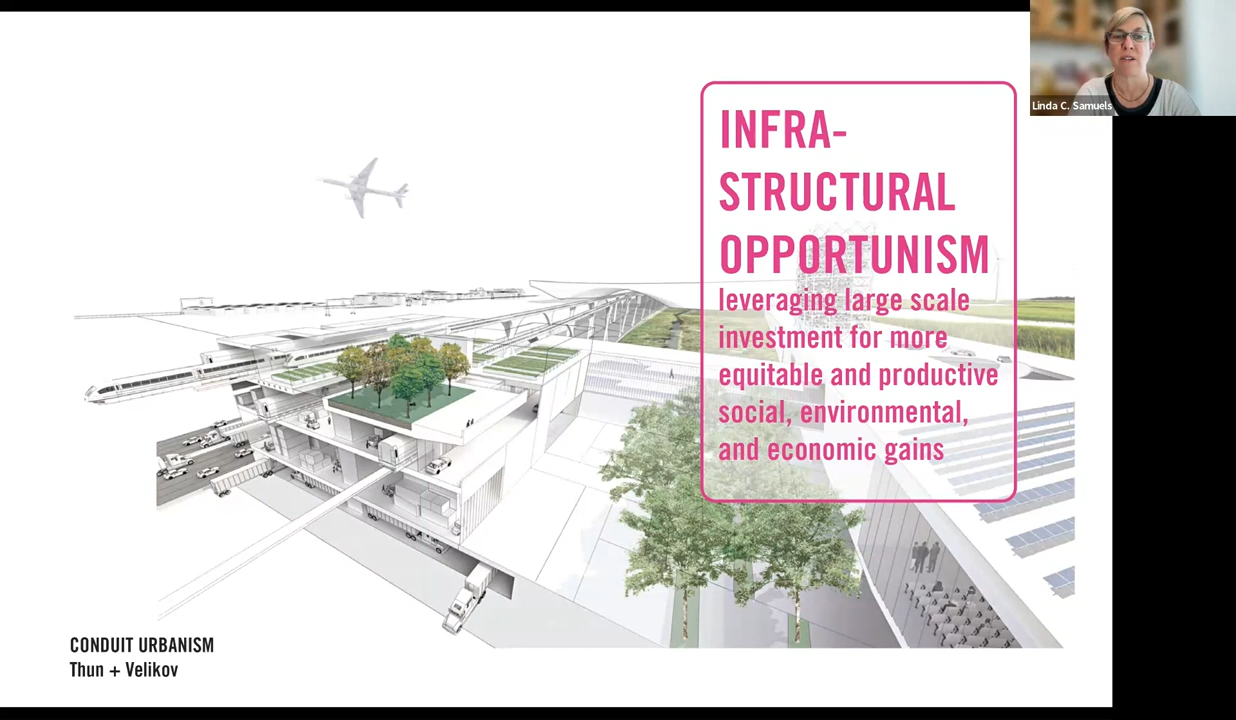 Linda C. Samuels
INFRA-
STRUCTURAL
OPPORTUNISM
leveraging large scale
investment for more
equitable and productive
social, environmental,
and economic gains
CONDUIT URBANISM
Thun + Velikov